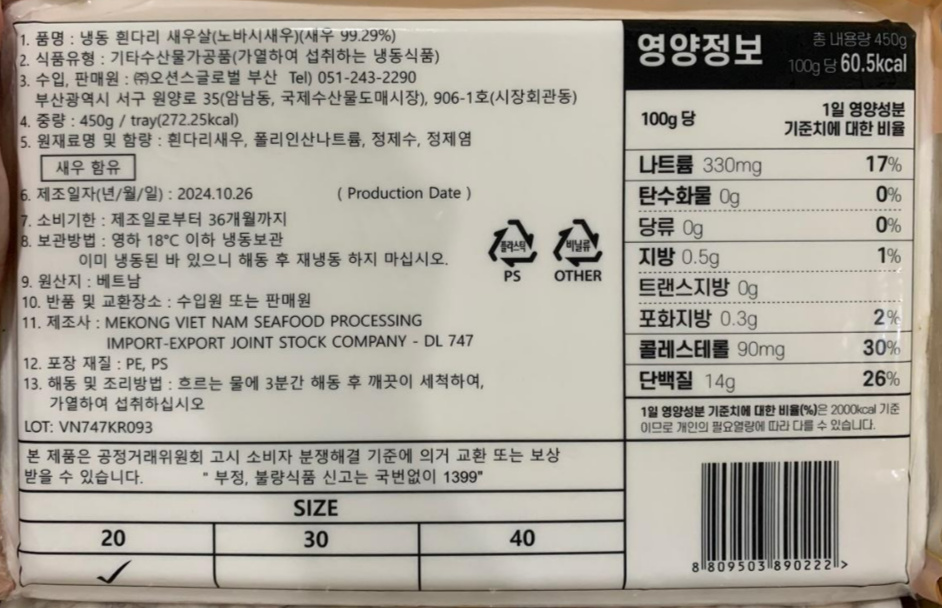 1. 품명 : 냉동 흰다리 새우살(노바시새우)(새우 99.29%)
2. 식품유형 : 기타수산물가공품(가열하여 섭취하는 냉동식품)
3. 수입, 판매원 : ㈜오션스글로벌 부산 Tel) 051-243-2290
부산광역시 서구 원양로 35(암남동, 국제수산물도매시장), 906-1호(시장회관동)
4. 중량 : 450g / tray(272.25kcal)
5. 원재료명 및 함량 : 흰다리새우, 폴리인산나트륨, 정제수, 정제염
새우 함유
6. 제조일자(년/월/일) : 2024.10.26 ( Production Date )
7. 소비기한 : 제조일로부터 36개월까지
8. 보관방법 : 영하 18°C 이하 냉동보관
이미 냉동된 바 있으니 해동 후 재냉동 하지 마십시오.
9. 원산지 : 베트남
10. 반품 및 교환장소 : 수입원 또는 판매원
11. 제조사 : MEKONG VIET NAM SEAFOOD PROCESSING
IMPORT-EXPORT JOINT STOCK COMPANY - DL 747
12. 포장 재질 : PE, PS
13. 해동 및 조리방법 : 흐르는 물에 3분간 해동 후 깨끗이 세척하여,
가열하여 섭취하십시오
LOT: VN747KR093
플라스틱
PS
비닐류
OTHER
본 제품은 공정거래위원회 고시 소비자 분쟁해결 기준에 의거 교환 또는 보상
받을 수 있습니다. " 부정, 불량식품 신고는 국번없이 1399"
SIZE
20 30 40
✓
영양정보
총 내용량 450g
100g 당 60.5kcal
100g 당
1일 영양성분
기준치에 대한 비율
나트륨 330mg 17%
탄수화물 0g 0%
당류 0g 0%
지방 0.5g 1%
트랜스지방 0g
포화지방 0.3g 2%
콜레스테롤 90mg 30%
단백질 14g 26%
1일 영양성분 기준치에 대한 비율(%)은 2000kcal 기준
이므로 개인의 필요열량에 따라 다를 수 있습니다.
8 809503 890222 >